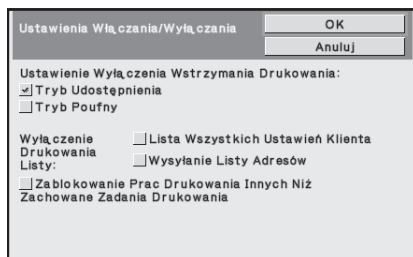 Ustawienia Włączania/Wyłączania
OK
Anuluj
Ustawienie Wyłączenia Wstrzymania Drukowania:
Tryb Udostępnienia
Tryb Poufny
Wyłączenie
Drukowania
Listy:
Lista Wszystkich Ustawień Klienta
Wysyłanie Listy Adresów
Zablokowanie Prac Drukowania Innych Niż
Zachowane Zadania Drukowania